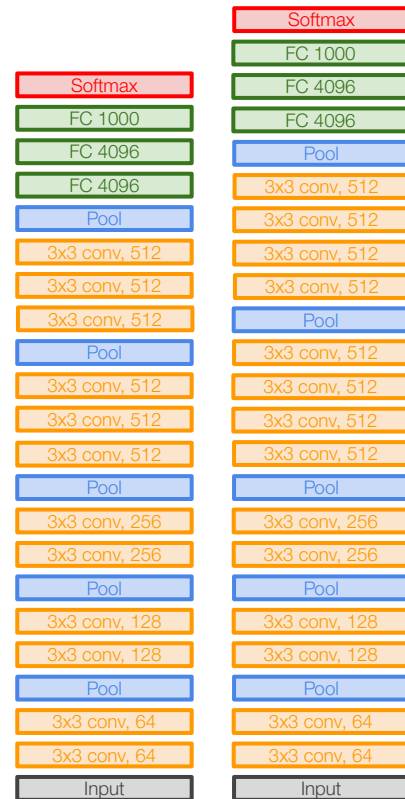 Softmax
FC 1000
FC 4096
FC 4096
Pool
3x3 conv, 512
3x3 conv, 512
3x3 conv, 512
Pool
3x3 conv, 512
3x3 conv, 512
3x3 conv, 512
Pool
3x3 conv, 256
3x3 conv, 256
Pool
3x3 conv, 128
3x3 conv, 128
Pool
3x3 conv, 64
3x3 conv, 64
Input
Softmax
FC 1000
FC 4096
FC 4096
Pool
3x3 conv, 512
3x3 conv, 512
3x3 conv, 512
3x3 conv, 512
Pool
3x3 conv, 512
3x3 conv, 512
3x3 conv, 512
3x3 conv, 512
Pool
3x3 conv, 256
3x3 conv, 256
Pool
3x3 conv, 128
3x3 conv, 128
Pool
3x3 conv, 64
3x3 conv, 64
Input